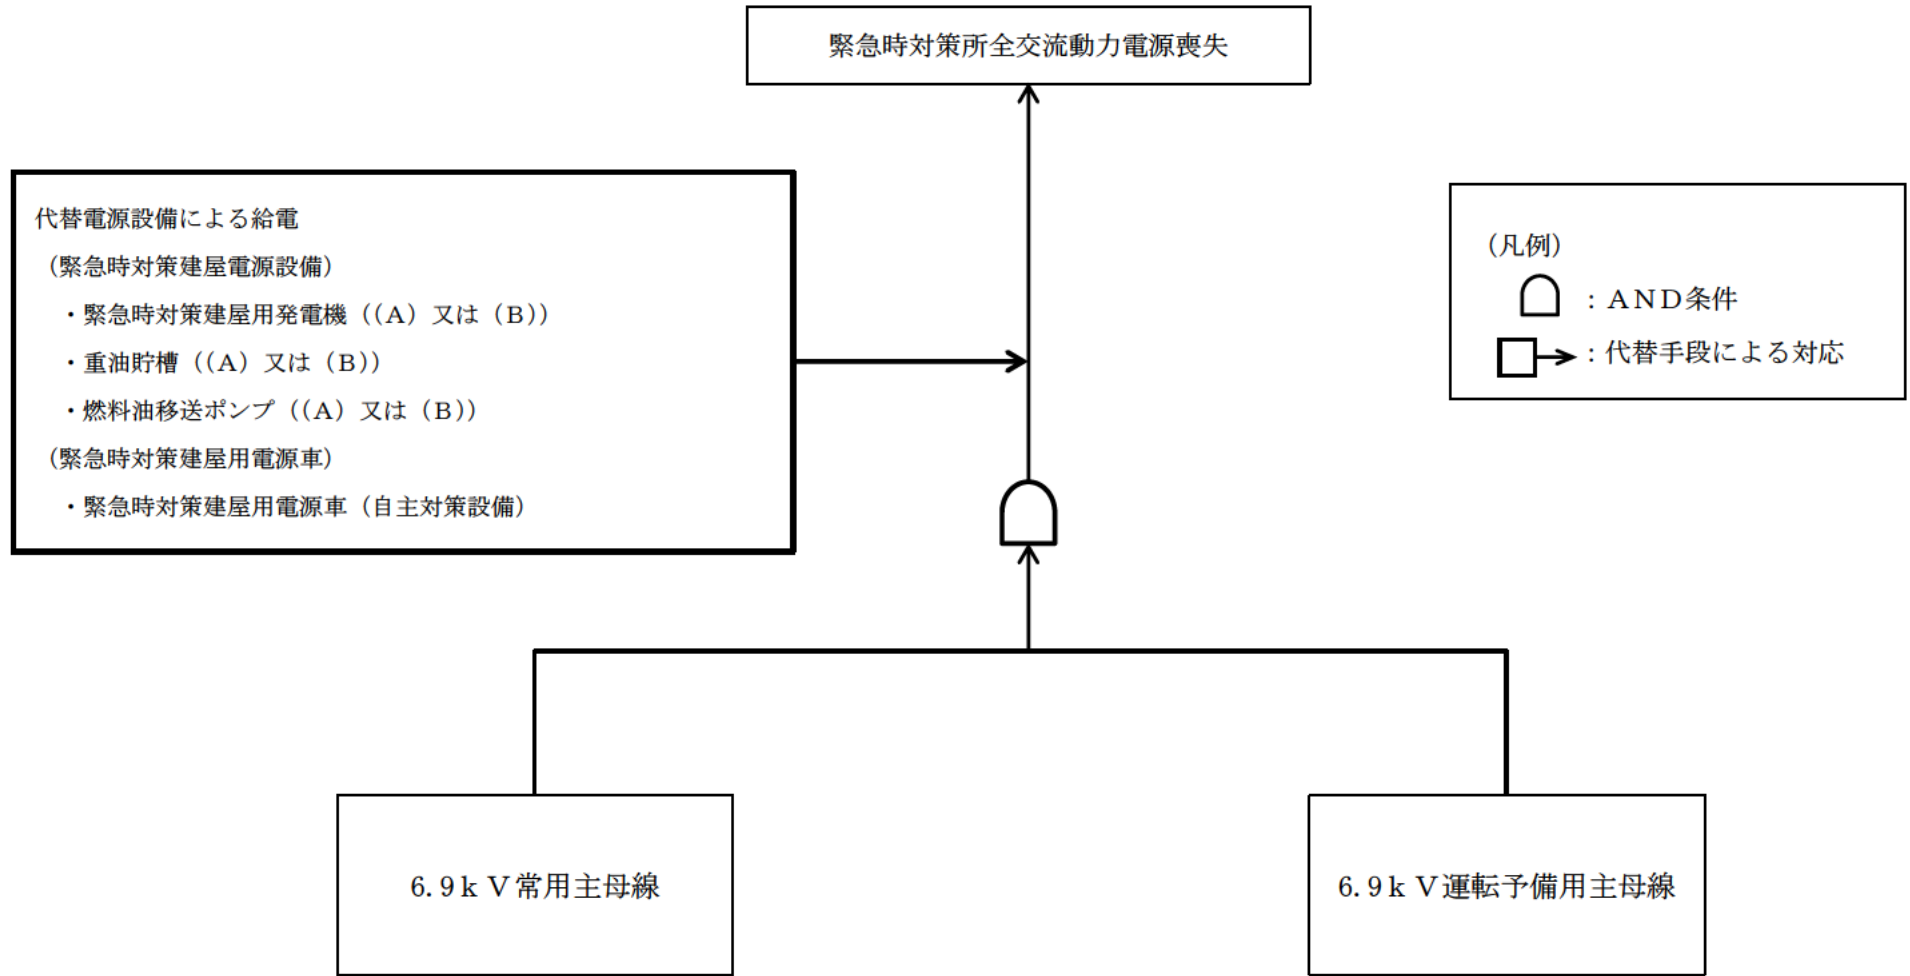 緊急時対策所全交流動力電源喪失
代替電源設備による給電
（緊急時対策建屋電源設備）
・緊急時対策建屋用発電機（（Ａ）又は（Ｂ））
・重油貯槽（（Ａ）又は（Ｂ））
・燃料油移送ポンプ（（Ａ）又は（Ｂ））
（緊急時対策建屋用電源車）
・緊急時対策建屋用電源車（自主対策設備）
（凡例）
：ＡＮＤ条件
：代替手段による対応
6.9ｋＶ常用主母線
6.9ｋＶ運転予備用主母線